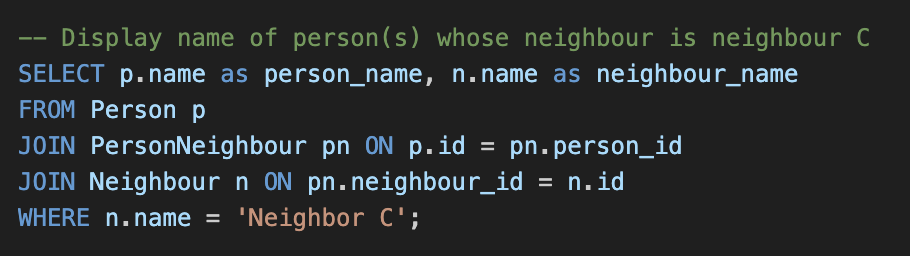 -- Display name of person(s) whose neighbour is neighbour C
SELECT p.name as person_name, n.name as neighbour_name
FROM Person p
JOIN PersonNeighbour pn ON p.id = pn.person_id
JOIN Neighbour n ON pn.neighbour_id = n.id
WHERE n.name = 'Neighbor C';